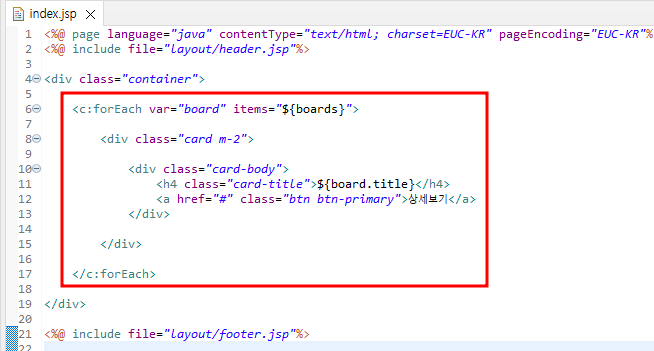 index.jsp
1 <%@ page language="java" contentType="text/html; charset=EUC-KR" pageEncoding="EUC-KR"%
2 <%@ include file="layout/header.jsp"%>
3
4 <div class="container">
5
6 <c:forEach var="board" items="${boards}">
7
8 <div class="card m-2">
9
10 <div class="card-body">
11 <h4 class="card-title">${board.title}</h4>
12 <a href="#" class="btn btn-primary">상세보기</a>
13 </div>
14
15 </div>
16
17 </c:forEach>
18
19 </div>
20
21 <%@ include file="layout/footer.jsp"%>
22